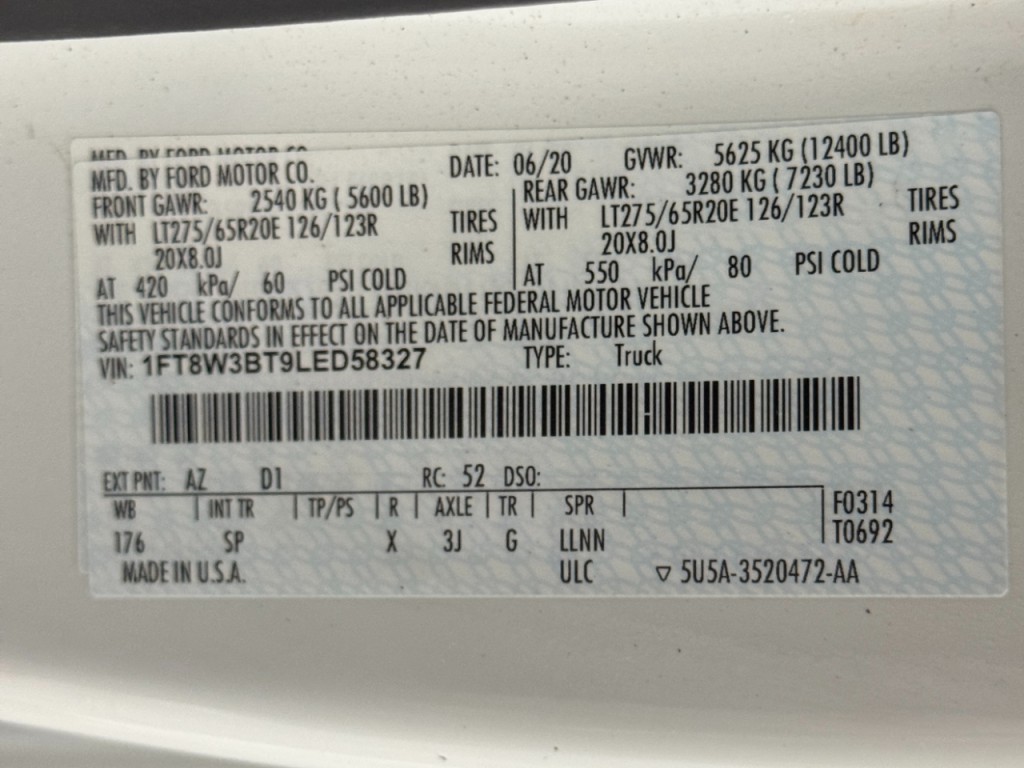 MFD. BY FORD MOTOR CO.
MFD. BY FORD MOTOR CO. DATE: 06/20 GVWR: 5625 KG (12400 LB)
FRONT GAWR: 2540 KG ( 5600 LB) REAR GAWR: 3280 KG ( 7230 LB)
WITH LT275/65R20E 126/123R TIRES WITH LT275/65R20E 126/123R TIRES
20X8.0J RIMS 20X8.0J RIMS
AT 420 kPa/ 60 PSI COLD AT 550 kPa/ 80 PSI COLD
THIS VEHICLE CONFORMS TO ALL APPLICABLE FEDERAL MOTOR VEHICLE
SAFETY STANDARDS IN EFFECT ON THE DATE OF MANUFACTURE SHOWN ABOVE.
VIN: 1FT8W3BT9LED58327 TYPE: Truck
EXT PNT: AZ D1 RC: 52 DSO:
WB | INT TR | TP/PS | R | AXLE | TR | SPR | F0314
176 SP X 3J G LLNN T0692
MADE IN U.S.A. ULC ▽ 5U5A-3520472-AA